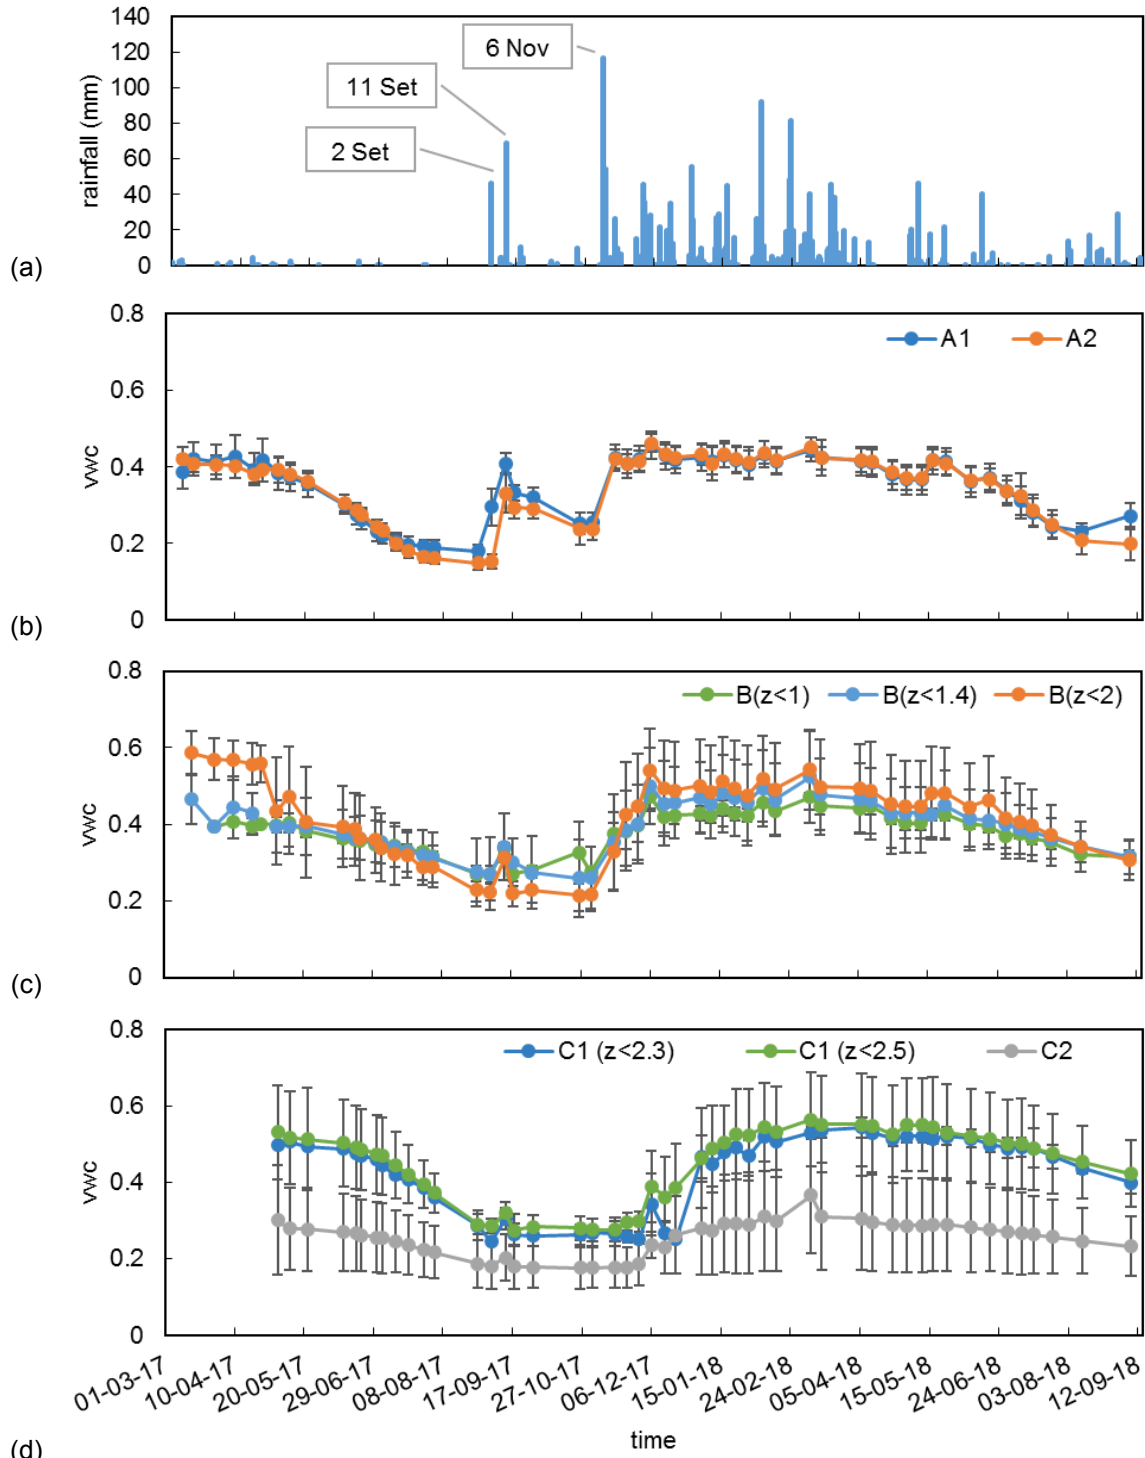 140
120
100
80
60
40
20
0
rainfall (mm)
6 Nov
11 Set
2 Set
(a)
0.8
0.6
0.4
0.2
0
vwc
A1 A2
(b)
0.8
0.6
0.4
0.2
0
vwc
B(z<1) B(z<1.4) B(z<2)
(c)
0.8
0.6
0.4
0.2
0
vwc
C1 (z<2.3) C1 (z<2.5) C2
01-03-17 10-04-17 20-05-17 29-06-17 08-08-17 17-09-17 27-10-17 06-12-17 15-01-18 24-02-18 05-04-18 15-05-18 24-06-18 03-08-18 12-09-18
time
(d)